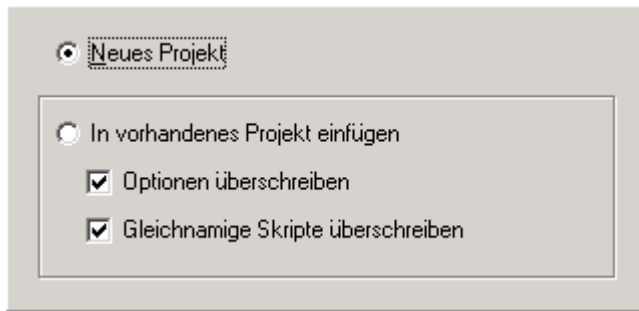 Neues Projekt
In vorhandenes Projekt einfügen
Optionen überschreiben
Gleichnamige Skripte überschreiben